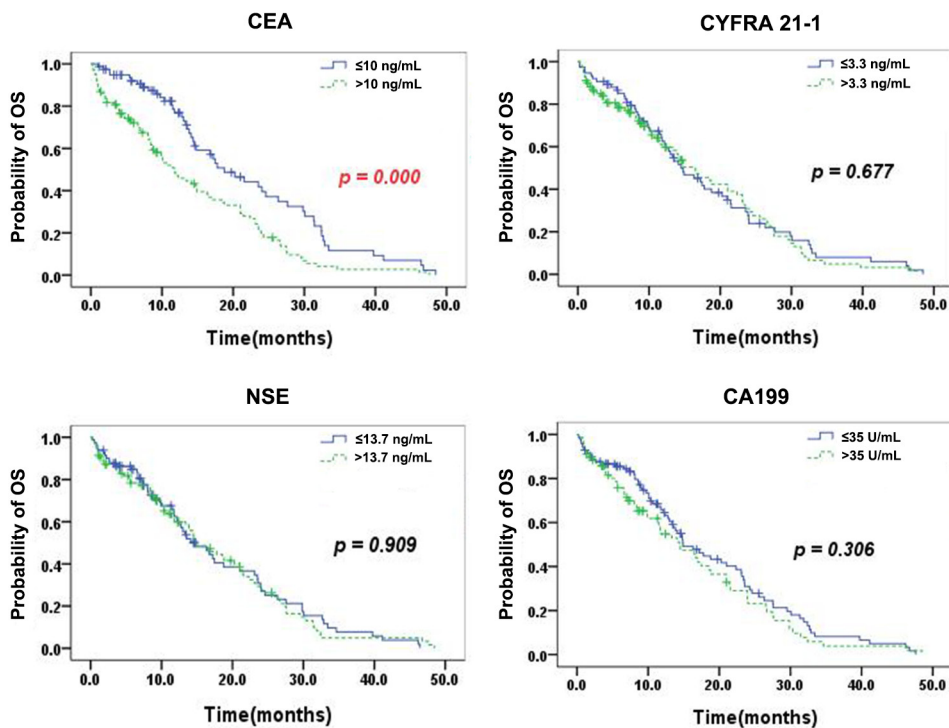 CEA
≤10 ng/mL
>10 ng/mL
p = 0.000
Probability of OS
1.0
0.8
0.6
0.4
0.2
0.0
0.0 10.0 20.0 30.0 40.0 50.0
Time(months)
CYFRA 21-1
≤3.3 ng/mL
>3.3 ng/mL
p = 0.677
Probability of OS
1.0
0.8
0.6
0.4
0.2
0.0
0.0 10.0 20.0 30.0 40.0 50.0
Time(months)
NSE
≤13.7 ng/mL
>13.7 ng/mL
p = 0.909
Probability of OS
1.0
0.8
0.6
0.4
0.2
0.0
0.0 10.0 20.0 30.0 40.0 50.0
Time(months)
CA199
≤35 U/mL
>35 U/mL
p = 0.306
Probability of OS
1.0
0.8
0.6
0.4
0.2
0.0
0.0 10.0 20.0 30.0 40.0 50.0
Time(months)